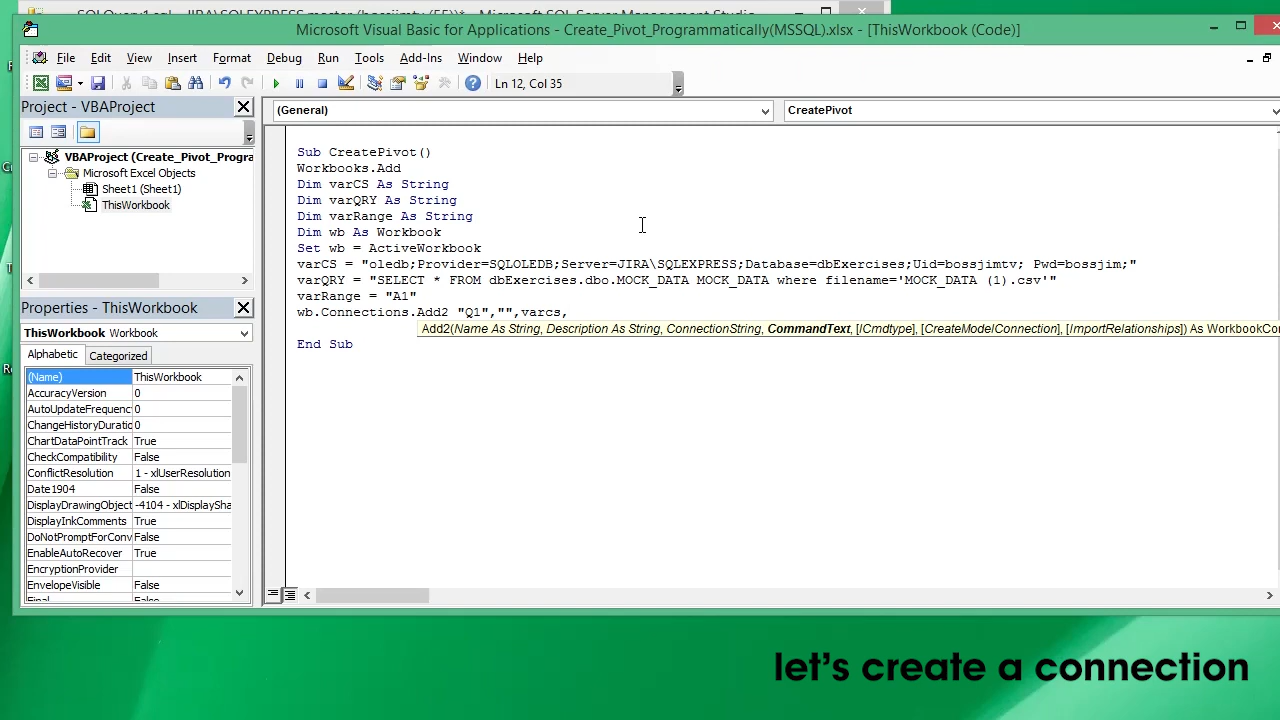 Microsoft Visual Basic for Applications - Create_Pivot_Programmatically(MSSQL).xlsx - [ThisWorkbook (Code)]
File Edit View Insert Format Debug Run Tools Add-Ins Window Help
Ln 12, Col 35
Project - VBAProject
(General)
CreatePivot
VBAProject (Create_Pivot_Progra
Microsoft Excel Objects
Sheet1 (Sheet1)
ThisWorkbook
Sub CreatePivot()
Workbooks.Add
Dim varCS As String
Dim varQRY As String
Dim varRange As String
Dim wb As Workbook
Set wb = ActiveWorkbook
varCS = "oledb;Provider=SQLOLEDB;Server=JIRA\SQLEXPRESS;Database=dbExercises;Uid=bossjimtv; Pwd=bossjim;"
varQRY = "SELECT * FROM dbExercises.dbo.MOCK_DATA MOCK_DATA where filename='MOCK_DATA (1).csv'"
varRange = "A1"
wb.Connections.Add2 "Q1","",varcs,
Add2(Name As String, Description As String, ConnectionString, CommandText, [lCmdtype], [CreateModelConnection], [ImportRelationships]) As WorkbookCo
End Sub
Properties - ThisWorkbook
ThisWorkbook Workbook
Alphabetic Categorized
(Name) ThisWorkbook
AccuracyVersion 0
AutoUpdateFrequenc 0
ChangeHistoryDuratio 0
ChartDataPointTrack True
CheckCompatibility False
ConflictResolution 1 - xlUserResolution
Date1904 False
DisplayDrawingObject -4104 - xlDisplaySha
DisplayInkComments True
DoNotPromptForConv False
EnableAutoRecover True
EncryptionProvider
EnvelopeVisible False
let's create a connection